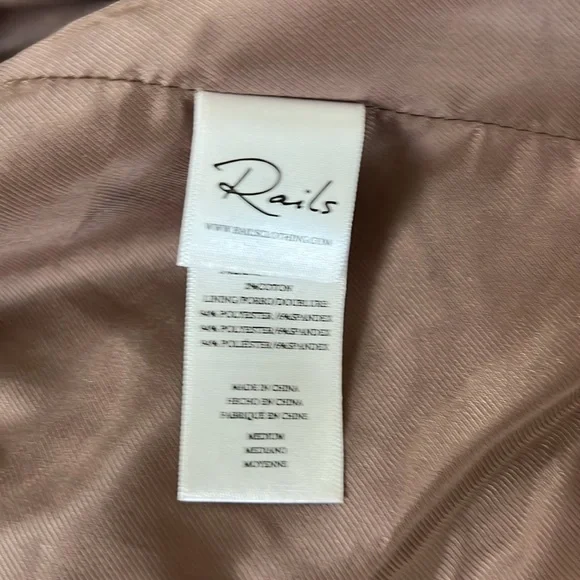 Rails
WWW.RAILSCLOTHING.COM
2%COTTON
LINING/FORRO/DOUBLURE
94% POLYESTER /6%SPANDEX
94% POLYESTER /6%SPANDEX
94% POLIÉSTER /6%SPANDEX
MADE IN CHINA
HECHO EN CHINA
FABRIQUÉ EN CHINE
MEDIUM
MEDIANO
MOYENNE